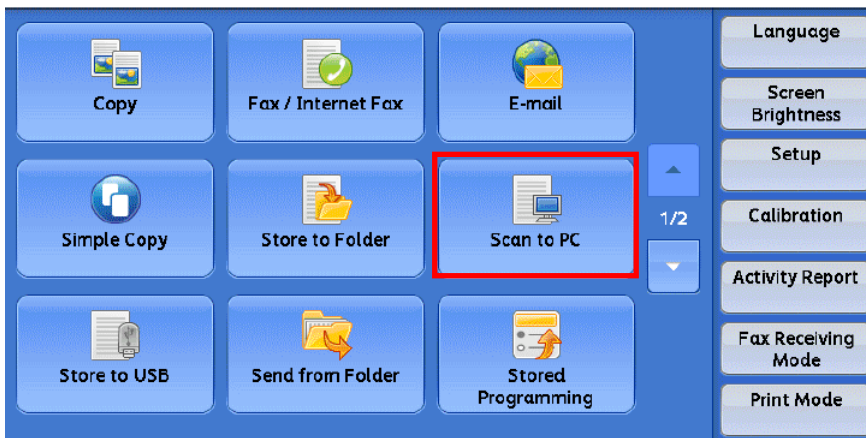 Copy
Fax / Internet Fax
E-mail
Simple Copy
Store to Folder
Scan to PC
Store to USB
Send from Folder
Stored
Programming
1/2
Language
Screen
Brightness
Setup
Calibration
Activity Report
Fax Receiving
Mode
Print Mode